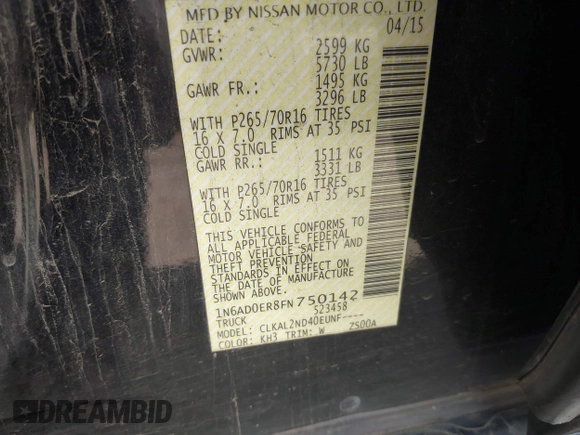 MFD BY NISSAN MOTOR CO., LTD.
DATE: 04/15
GVWR: 2599 KG
5730 LB
GAWR FR.: 1495 KG
3296 LB
WITH P265/70R16 TIRES
16 X 7.0 RIMS AT 35 PSI
COLD SINGLE
GAWR RR.: 1511 KG
3331 LB
WITH P265/70R16 TIRES
16 X 7.0 RIMS AT 35 PSI
COLD SINGLE
THIS VEHICLE CONFORMS TO
ALL APPLICABLE FEDERAL
MOTOR VEHICLE SAFETY AND
THEFT PREVENTION
STANDARDS IN EFFECT ON
THE DATE OF MANUFACTURE
SHOWN ABOVE.
1N6AD0ER8FN750142
TRUCK 523458
MODEL: CLKAL2ND40EUNF----
COLOR: KH3 TRIM: W ZS00A
DREAMBID